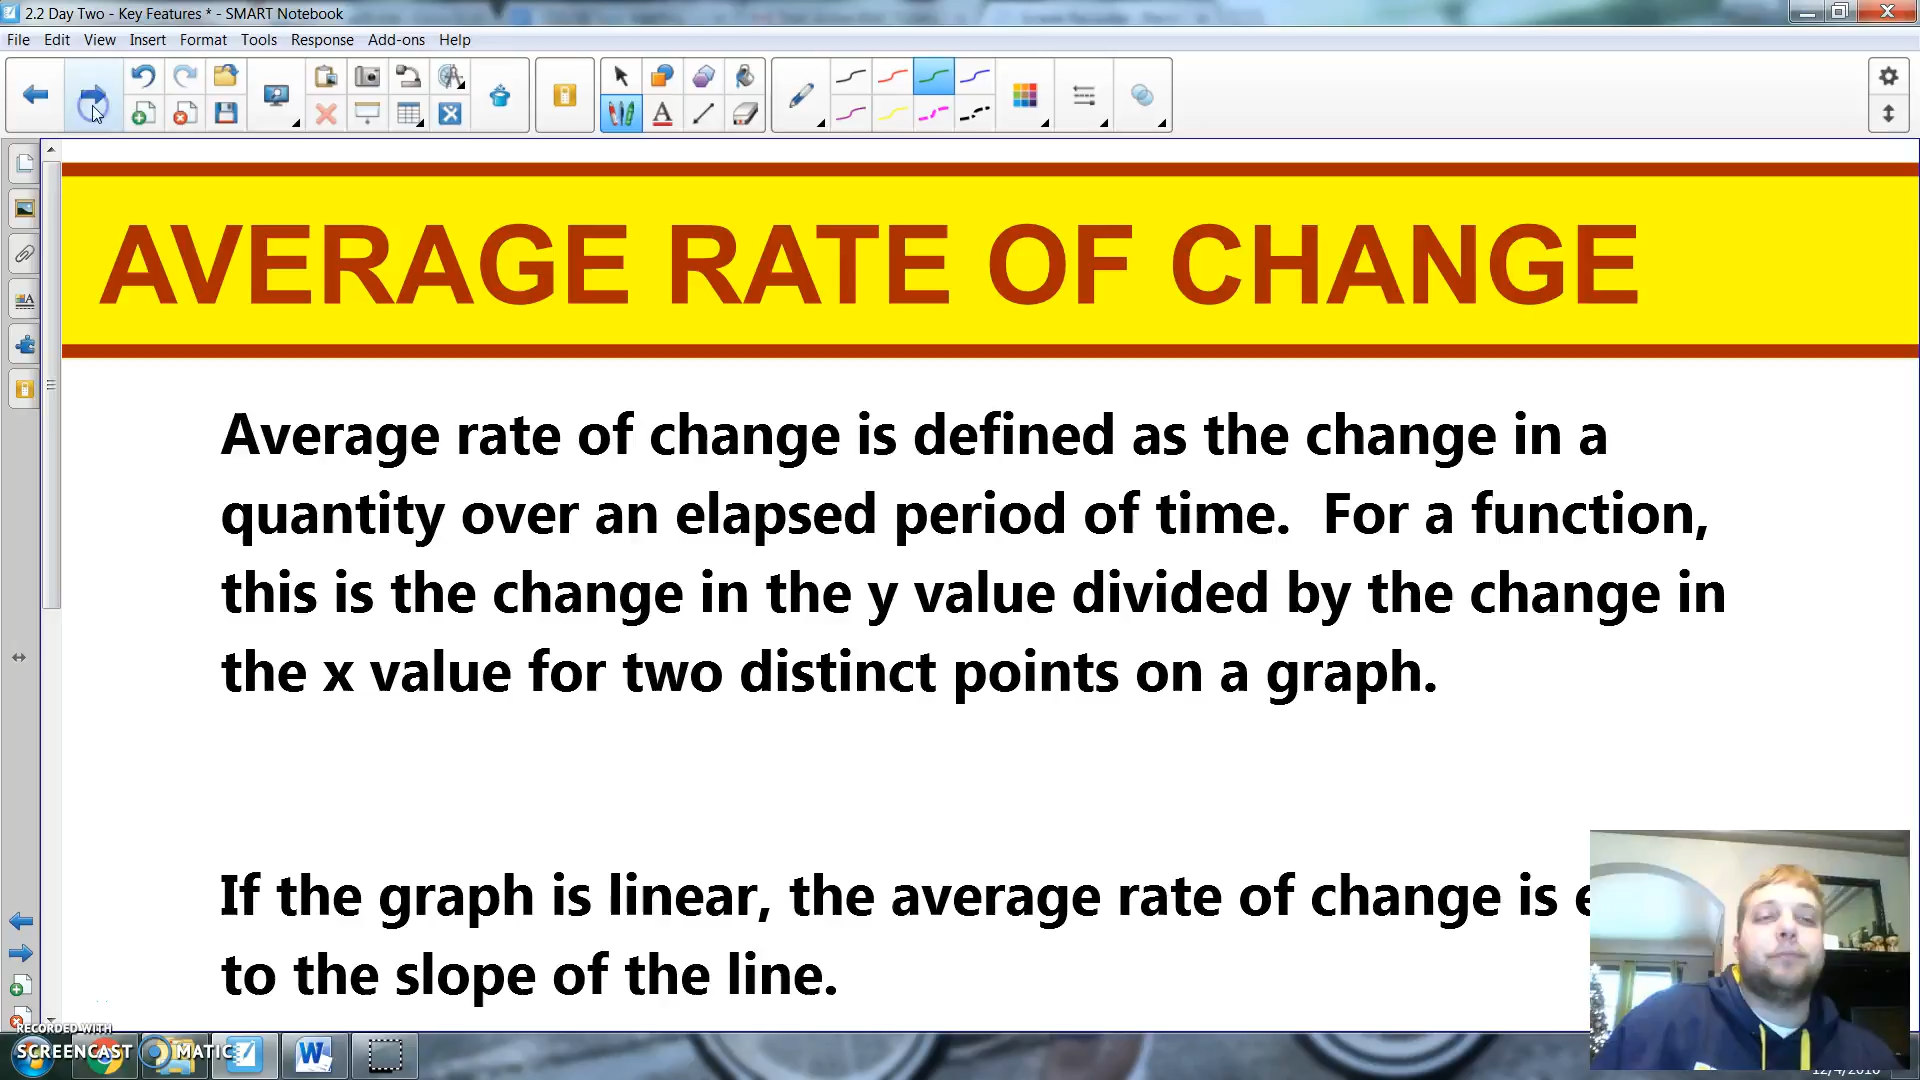 2.2 Day Two - Key Features * - SMART Notebook
File Edit View Insert Format Tools Response Add-ons Help
AVERAGE RATE OF CHANGE
Average rate of change is defined as the change in a
quantity over an elapsed period of time. For a function,
this is the change in the y value divided by the change in
the x value for two distinct points on a graph.
If the graph is linear, the average rate of change is
to the slope of the line.
RECORDED WITH
SCREENCAST MATIC